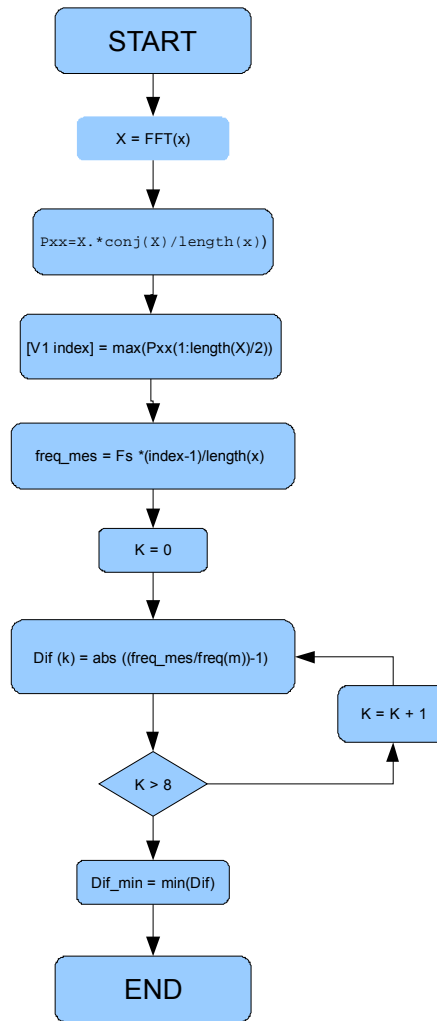 START
X = FFT(x)
Pxx=X.*conj(X)/length(x))
[V1 index] = max(Pxx(1:length(X)/2))
freq_mes = Fs *(index-1)/length(x)
K = 0
Dif (k) = abs ((freq_mes/freq(m))-1)
K = K + 1
K > 8
Dif_min = min(Dif)
END